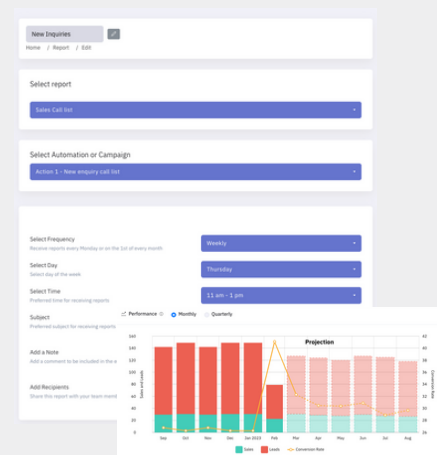 New Inquiries
Home / Report / Edit
Select report
Sales Call list
Select Automation or Campaign
Action 1 - New enquiry call list
Select Frequency
Receive reports every Monday or on the 1st of every month
Weekly
Select Day
Select day of the week
Thursday
Select Time
Preferred time for receiving reports
11 am - 1 pm
Subject
Preferred subject for receiving reports
Add a Note
Add a comment to be included in the e
Add Recipients
Share this report with your team mem
Performance Monthly Quarterly
Projection
Sales and Leads
160
140
120
100
80
60
40
20
0
42
40
38
36
34
32
30
28
26
Conversion Rate
Sep Oct Nov Dec Jan 2023 Feb Mar Apr May Jun Jul Aug
Sales Leads Conversion Rate